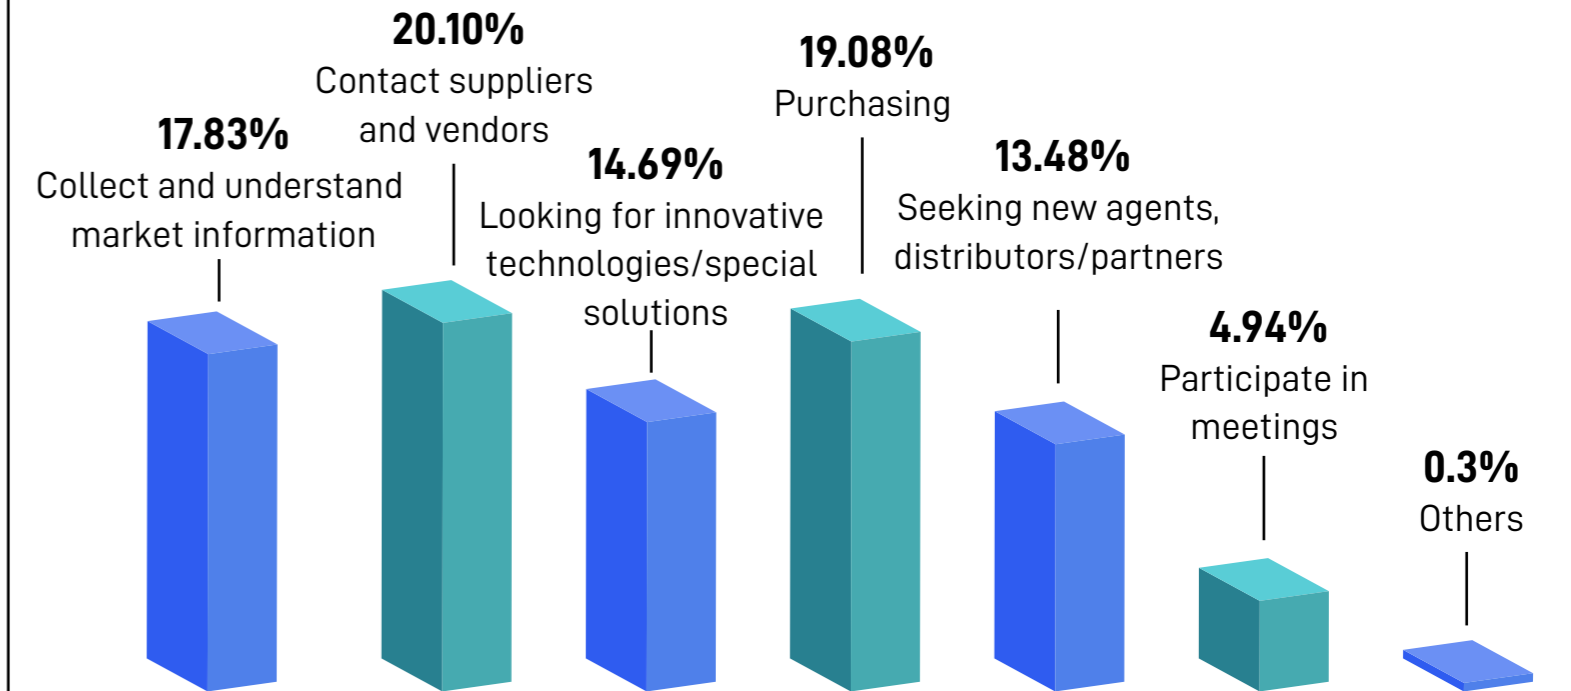 17.83%
Collect and understand
market information
20.10%
Contact suppliers
and vendors
14.69%
Looking for innovative
technologies/special
solutions
19.08%
Purchasing
13.48%
Seeking new agents,
distributors/partners
4.94%
Participate in
meetings
0.3%
Others